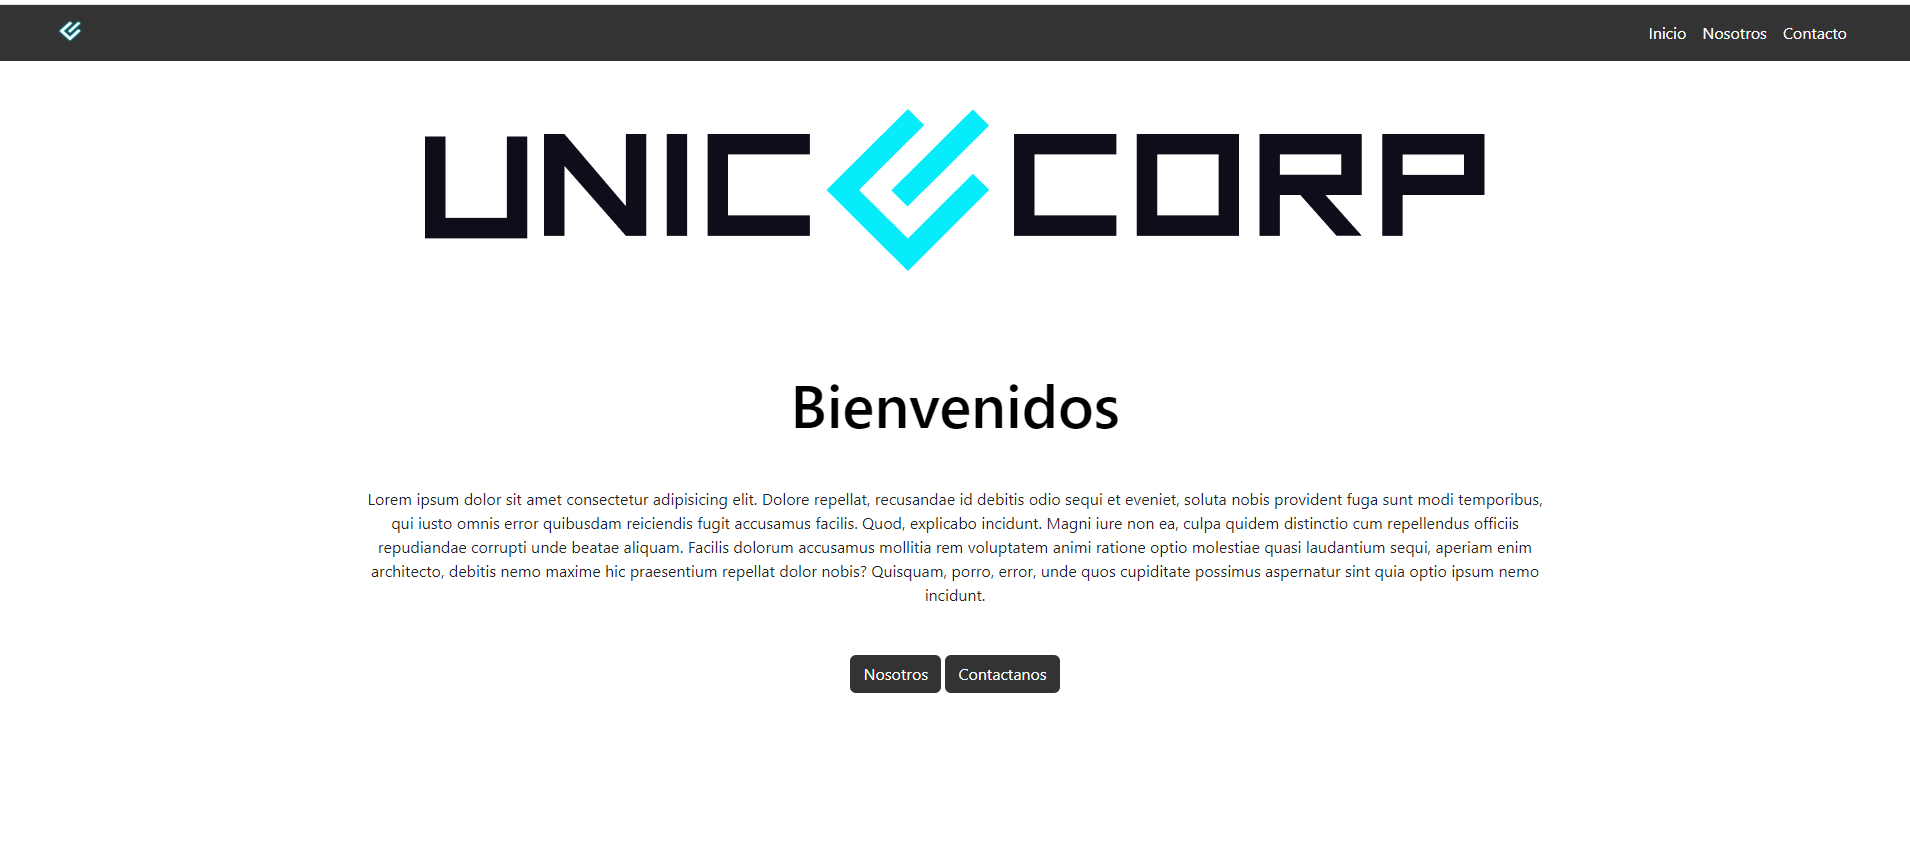 Inicio Nosotros Contacto
UNIC CORP
Bienvenidos
Lorem ipsum dolor sit amet consectetur adipisicing elit. Dolore repellat, recusandae id debitis odio sequi et eveniet, soluta nobis provident fuga sunt modi temporibus,
qui iusto omnis error quibusdam reiciendis fugit accusamus facilis. Quod, explicabo incidunt. Magni iure non ea, culpa quidem distinctio cum repellendus officiis
repudiandae corrupti unde beatae aliquam. Facilis dolorum accusamus mollitia rem voluptatem animi ratione optio molestiae quasi laudantium sequi, aperiam enim
architecto, debitis nemo maxime hic praesentium repellat dolor nobis? Quisquam, porro, error, unde quos cupiditate possimus aspernatur sint quia optio ipsum nemo
incidunt.
Nosotros Contactanos